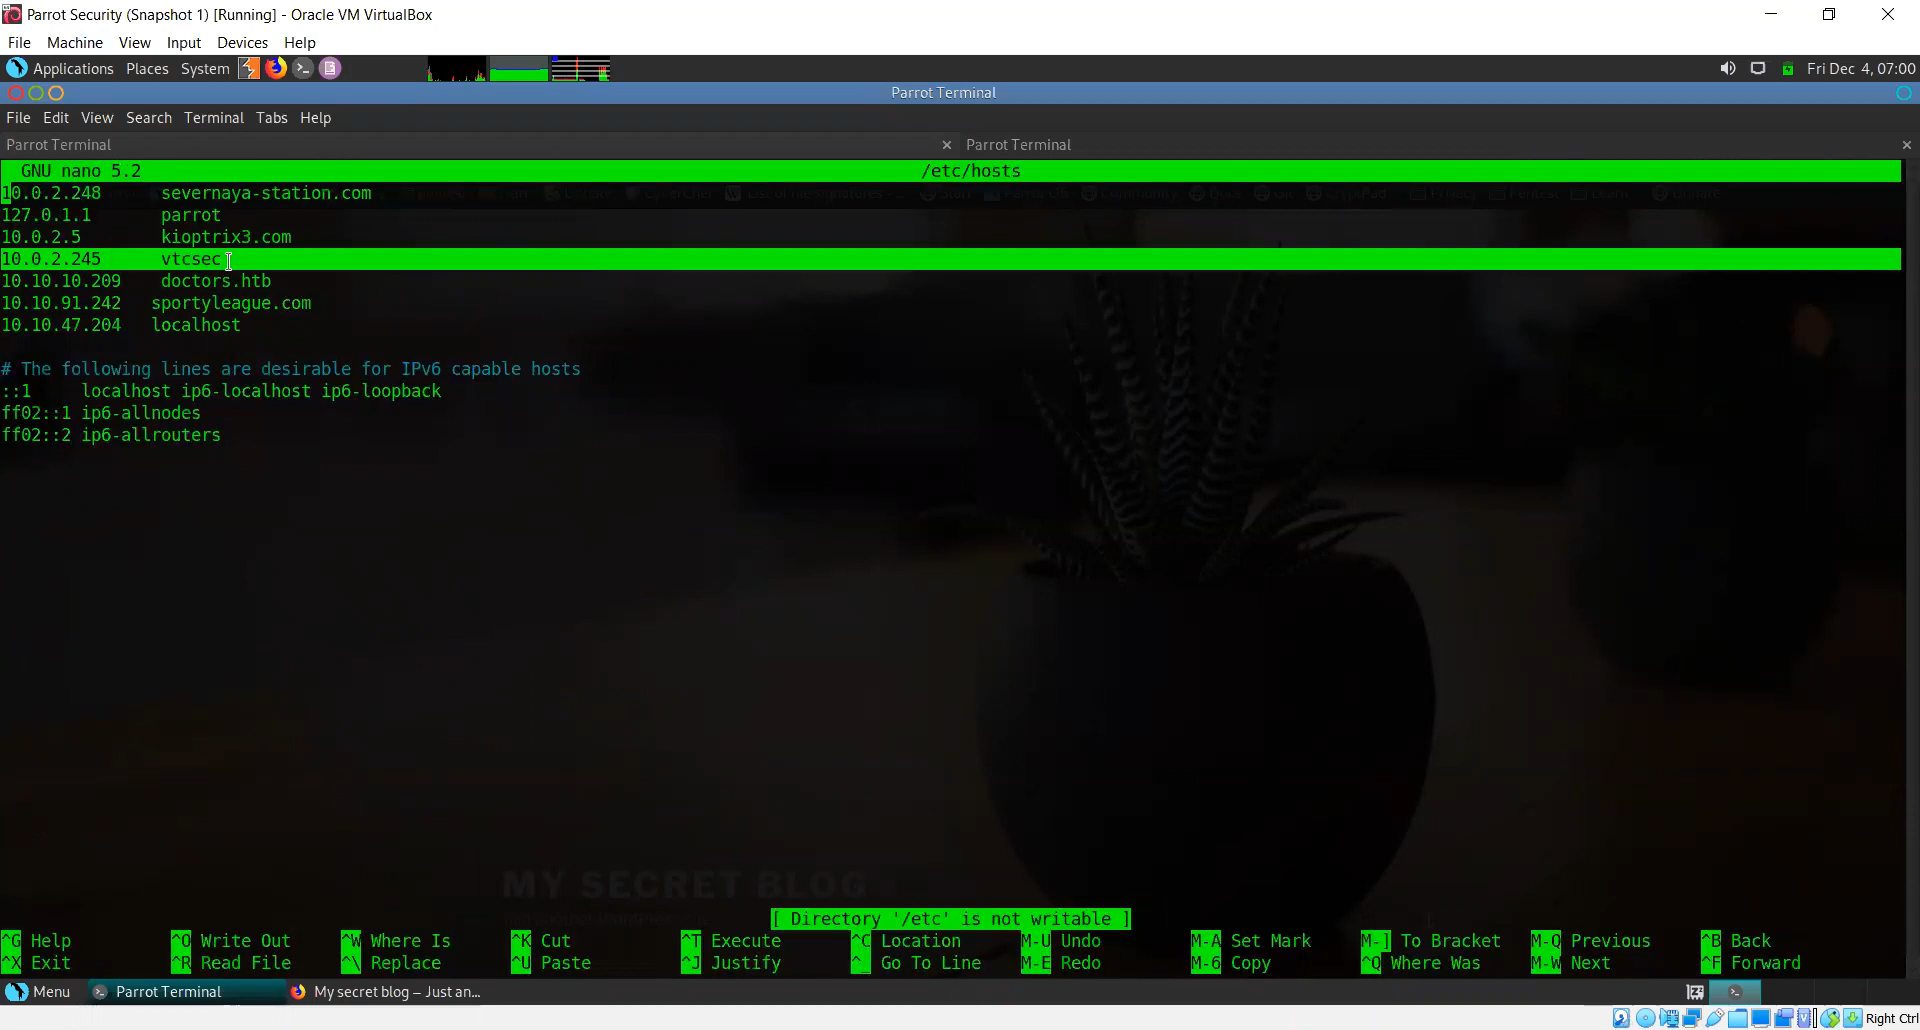 Parrot Security (Snapshot 1) [Running] - Oracle VM VirtualBox
File Machine View Input Devices Help
Applications Places System Fri Dec 4, 07:00
Parrot Terminal
File Edit View Search Terminal Tabs Help
Parrot Terminal × Parrot Terminal ×
GNU nano 5.2 /etc/hosts
10.0.2.248 severnaya-station.com
127.0.1.1 parrot
10.0.2.5 kioptrix3.com
10.0.2.245 vtcsec
10.10.10.209 doctors.htb
10.10.91.242 sportyleague.com
10.10.47.204 localhost
# The following lines are desirable for IPv6 capable hosts
::1 localhost ip6-localhost ip6-loopback
ff02::1 ip6-allnodes
ff02::2 ip6-allrouters
MY SECRET BLOG
[ Directory '/etc' is not writable ]
^G Help ^O Write Out ^W Where Is ^K Cut ^T Execute ^C Location M-U Undo M-A Set Mark M-] To Bracket M-Q Previous ^B Back
^X Exit ^R Read File ^\ Replace ^U Paste ^J Justify ^_ Go To Line M-E Redo M-6 Copy ^Q Where Was M-W Next ^F Forward
Menu Parrot Terminal My secret blog – Just an...
Right Ctrl